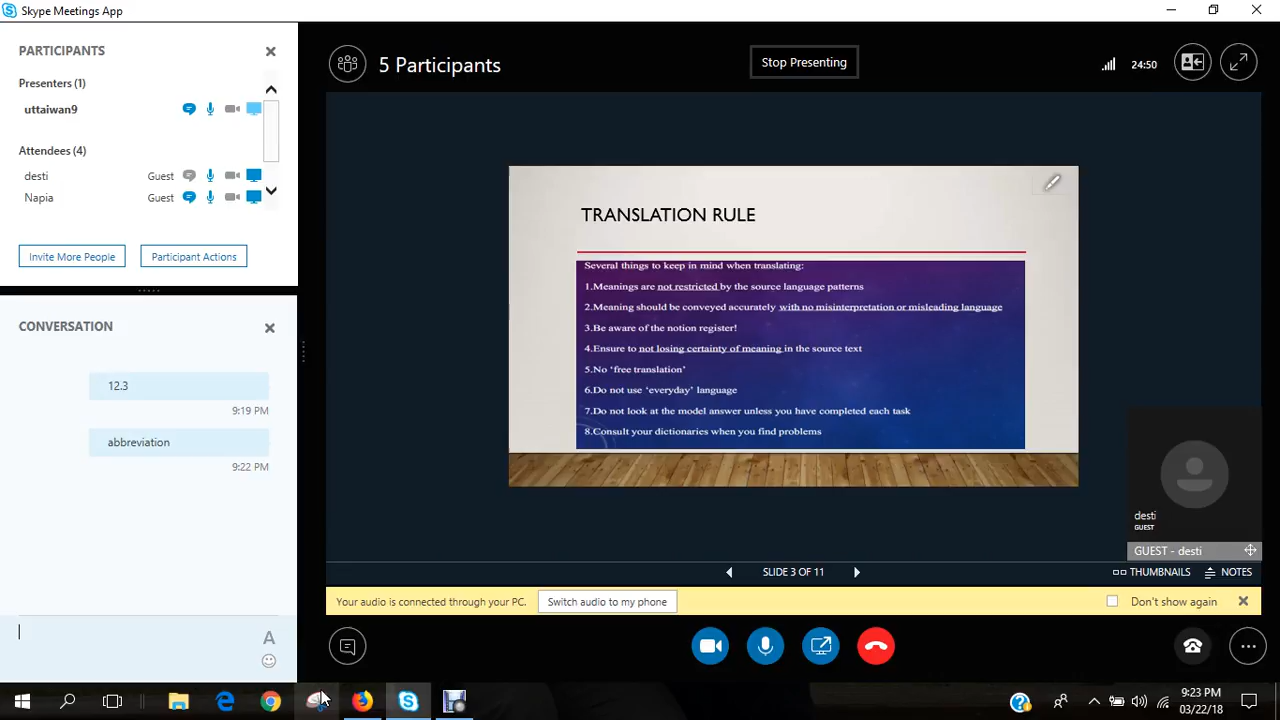 Skype Meetings App
PARTICIPANTS
Presenters (1)
uttaiwan9
Attendees (4)
desti Guest
Napia Guest
Invite More People Participant Actions
CONVERSATION
12.3
9:19 PM
abbreviation
9:22 PM
A
5 Participants
Stop Presenting
24:50
TRANSLATION RULE
Several things to keep in mind when translating:
1.Meanings are not restricted by the source language patterns
2.Meaning should be conveyed accurately with no misinterpretation or misleading language
3.Be aware of the notion register!
4.Ensure to not losing certainty of meaning in the source text
5.No ‘free translation’
6.Do not use ‘everyday’ language
7.Do not look at the model answer unless you have completed each task
8.Consult your dictionaries when you find problems
desti
GUEST
GUEST - desti
SLIDE 3 OF 11
THUMBNAILS NOTES
Your audio is connected through your PC. Switch audio to my phone Don't show again
9:23 PM
03/22/18